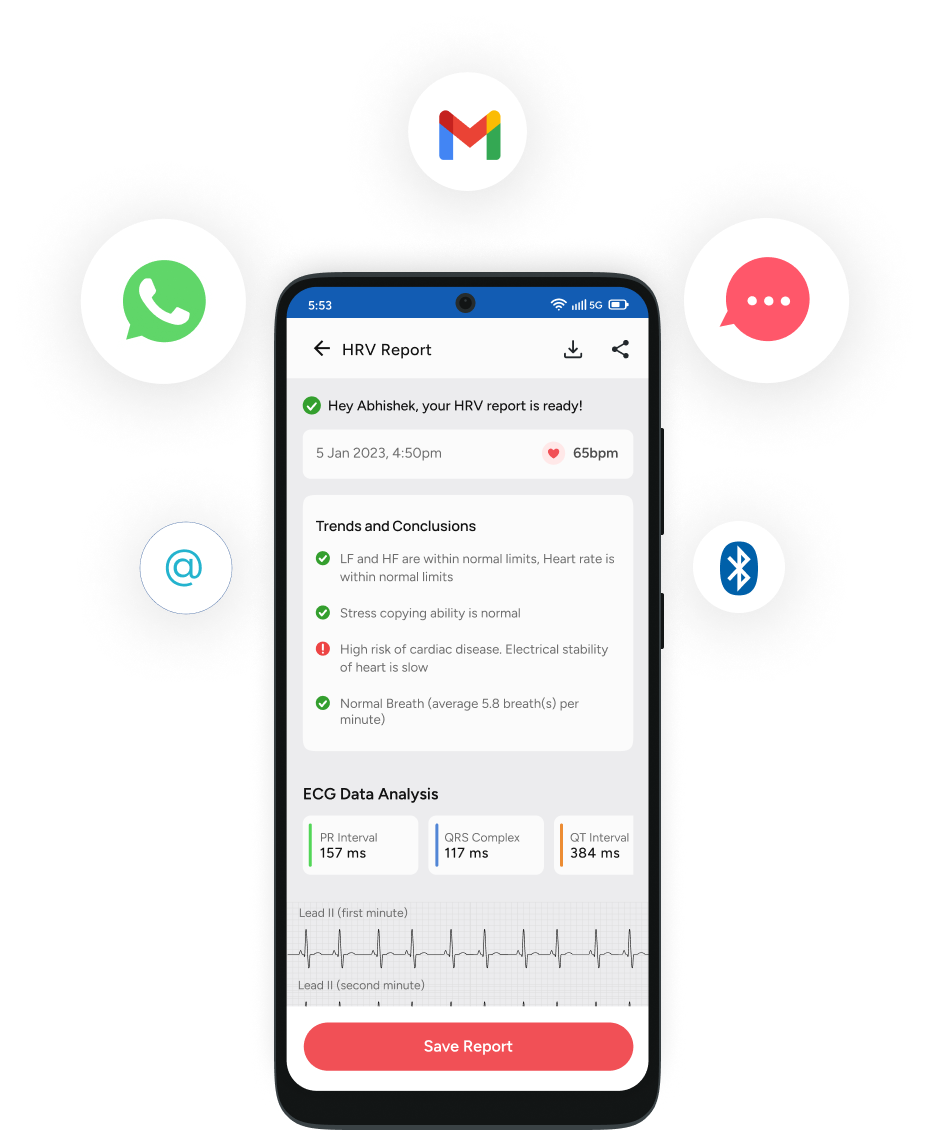 5:53
5G
HRV Report
Hey Abhishek, your HRV report is ready!
5 Jan 2023, 4:50pm
65bpm
Trends and Conclusions
LF and HF are within normal limits, Heart rate is
within normal limits
Stress copying ability is normal
High risk of cardiac disease. Electrical stability
of heart is slow
Normal Breath (average 5.8 breath(s) per
minute)
ECG Data Analysis
PR Interval
157 ms
QRS Complex
117 ms
QT Interval
384 ms
Lead II (first minute)
Lead II (second minute)
Save Report
@